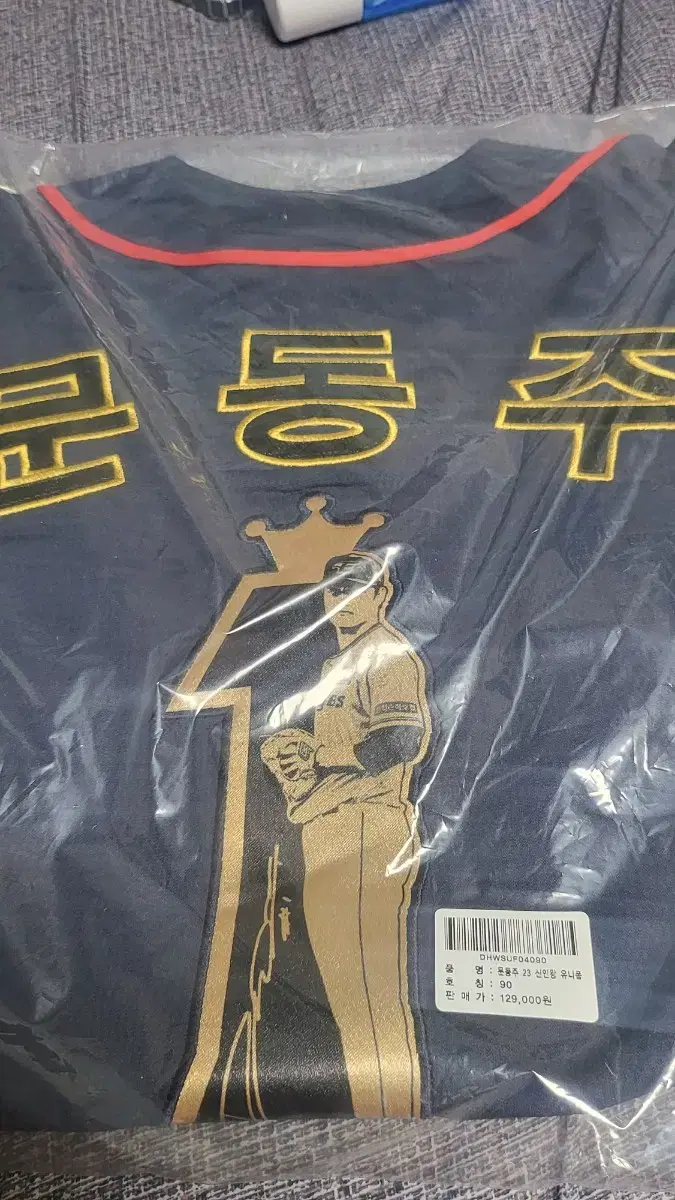 문동주
ES
DHWSUF04090
품 명 : 문동주 23 신인왕 유니폼
호 칭 : 90
판 매 가 : 129,000원